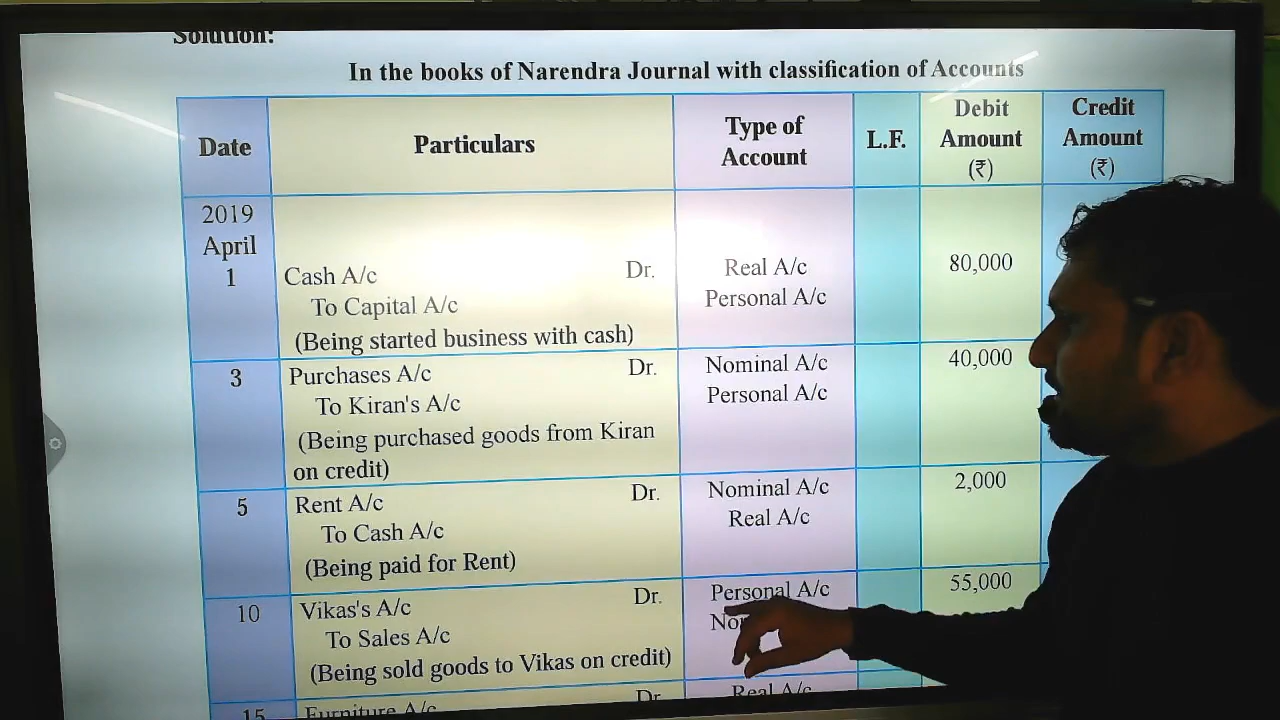 Solution:
In the books of Narendra Journal with classification of Accounts
Date Particulars Type of Account L.F. Debit Amount (₹) Credit Amount (₹)
2019
April
1 Cash A/c Dr. Real A/c 80,000
To Capital A/c Personal A/c
(Being started business with cash)
3 Purchases A/c Dr. Nominal A/c 40,000
To Kiran's A/c Personal A/c
(Being purchased goods from Kiran
on credit)
5 Rent A/c Dr. Nominal A/c 2,000
To Cash A/c Real A/c
(Being paid for Rent)
10 Vikas's A/c Dr. Personal A/c 55,000
To Sales A/c
(Being sold goods to Vikas on credit)
15 Furniture A/c Dr. Real A/c